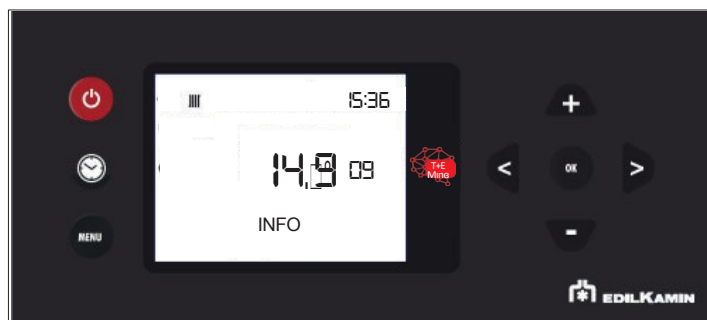 15:36
14.9 09
T+E
Mine
INFO
OK
MENU
EDILKAMIN